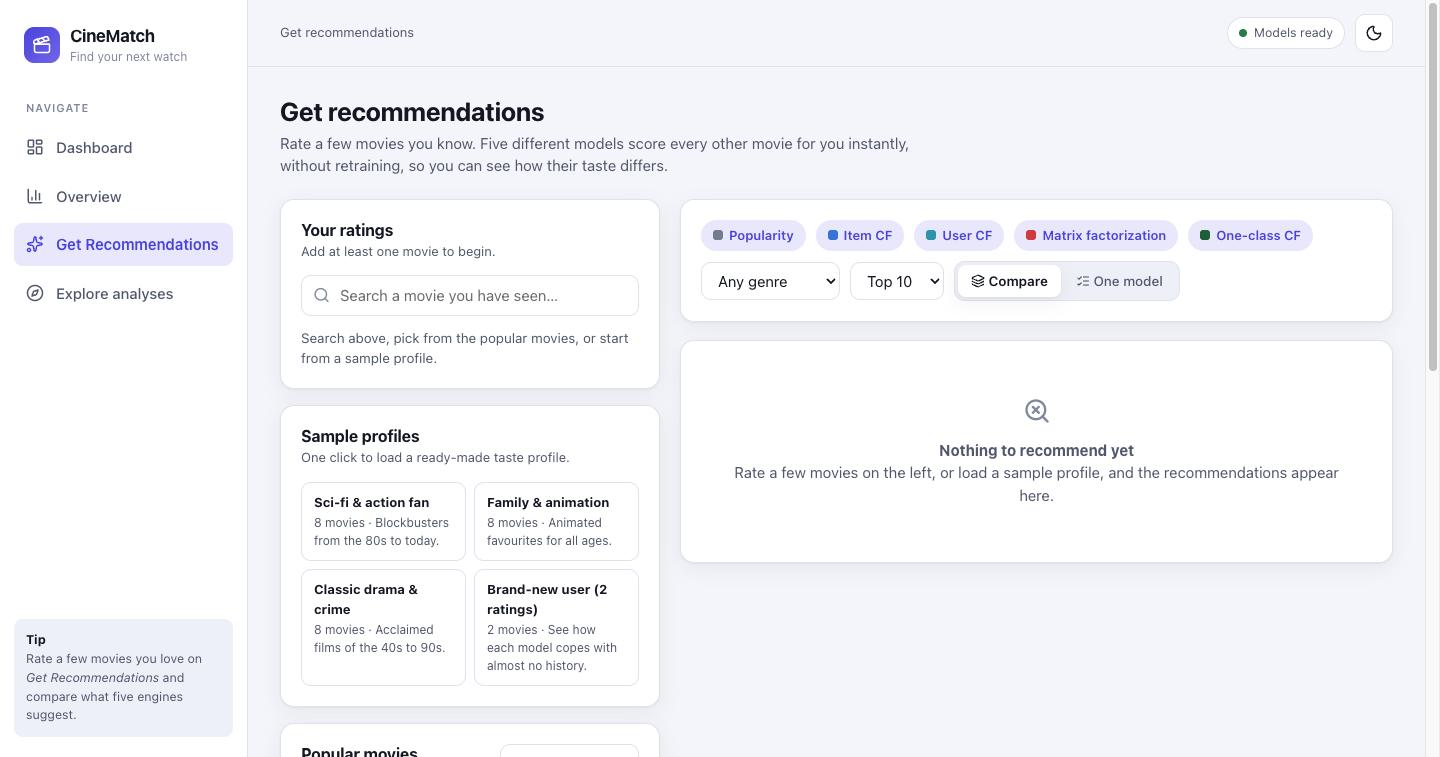 CineMatch
Find your next watch
NAVIGATE
Dashboard
Overview
Get Recommendations
Explore analyses
Tip
Rate a few movies you love on
Get Recommendations and
compare what five engines
suggest.
Get recommendations
Models ready
Get recommendations
Rate a few movies you know. Five different models score every other movie for you instantly,
without retraining, so you can see how their taste differs.
Your ratings
Add at least one movie to begin.
Search a movie you have seen...
Search above, pick from the popular movies, or start
from a sample profile.
Sample profiles
One click to load a ready-made taste profile.
Sci-fi & action fan
8 movies · Blockbusters
from the 80s to today.
Family & animation
8 movies · Animated
favourites for all ages.
Classic drama &
crime
8 movies · Acclaimed
films of the 40s to 90s.
Brand-new user (2
ratings)
2 movies · See how
each model copes with
almost no history.
Popular movies
Popularity
Item CF
User CF
Matrix factorization
One-class CF
Any genre
Top 10
Compare
One model
Nothing to recommend yet
Rate a few movies on the left, or load a sample profile, and the recommendations appear
here.